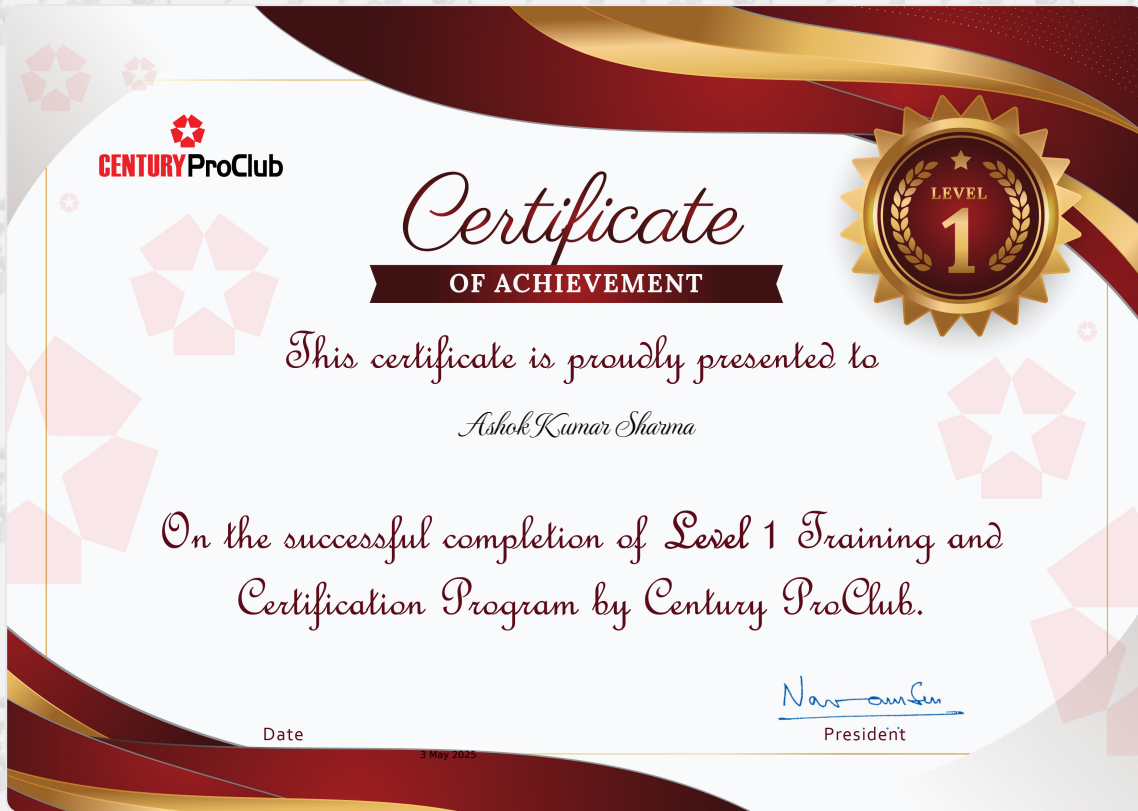 CENTURY ProClub
LEVEL
1
Certificate
OF ACHIEVEMENT
This certificate is proudly presented to
Ashok Kumar Sharma
On the successful completion of Level 1 Training and
Certification Program by Century ProClub.
Date
President
3 May 2025